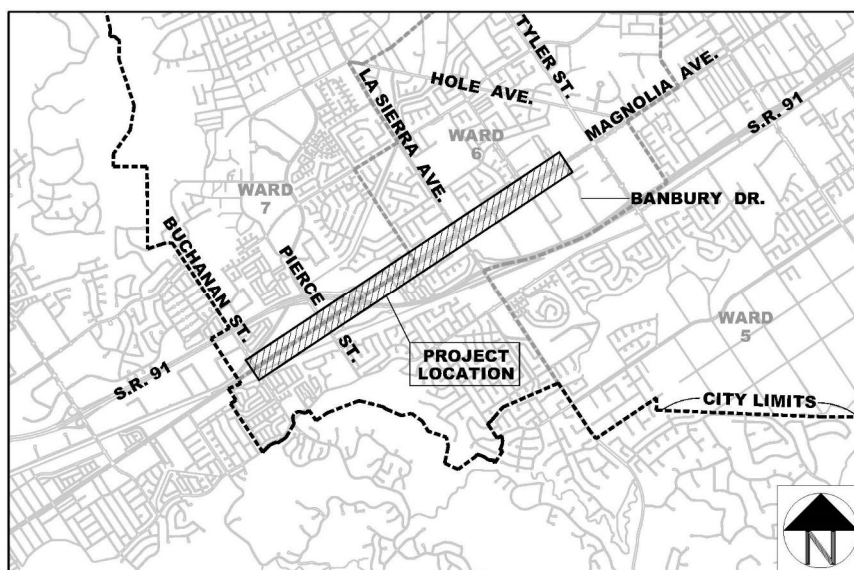 TYLER ST.
HOLE AVE.
MAGNOLIA AVE.
LA SIERRA AVE.
S.R. 91
WARD
6
WARD
7
BANBURY DR.
BUCHANAN ST.
PIERCE ST.
WARD
5
PROJECT
LOCATION
S.R. 91
CITY LIMITS
N